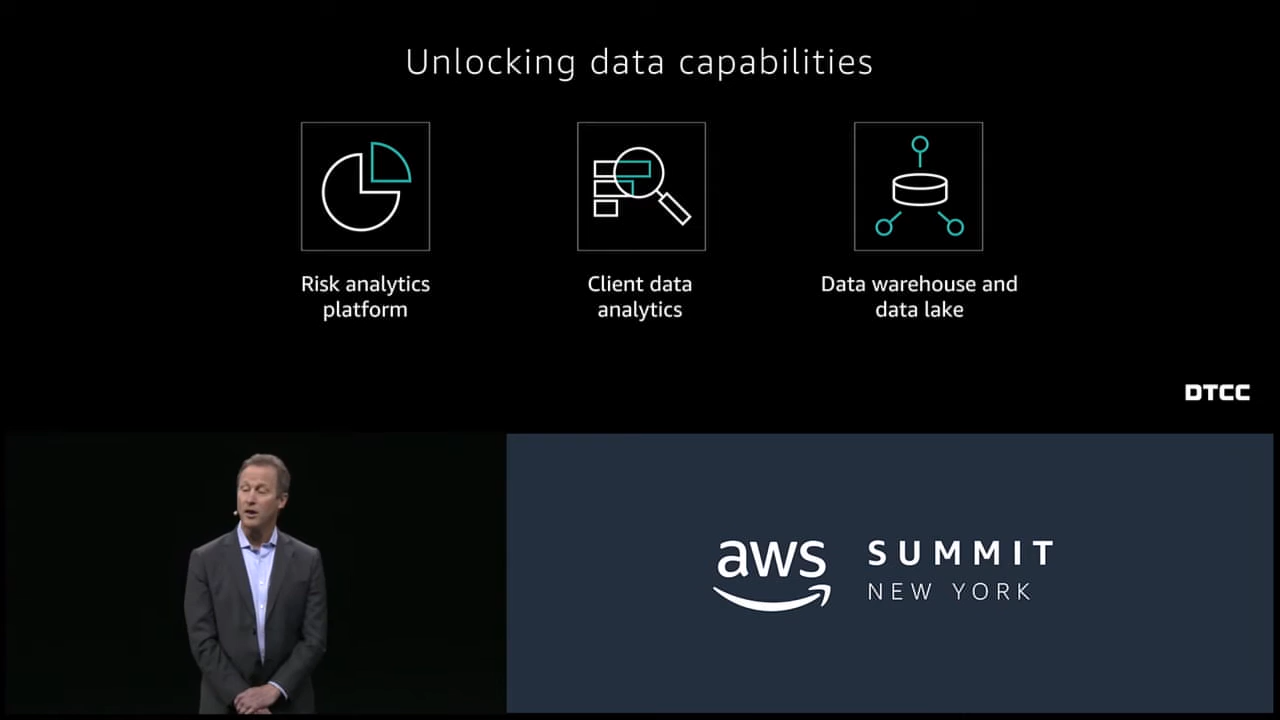 Unlocking data capabilities
Risk analytics
platform
Client data
analytics
Data warehouse and
data lake
DTCC
aws
SUMMIT
NEW YORK